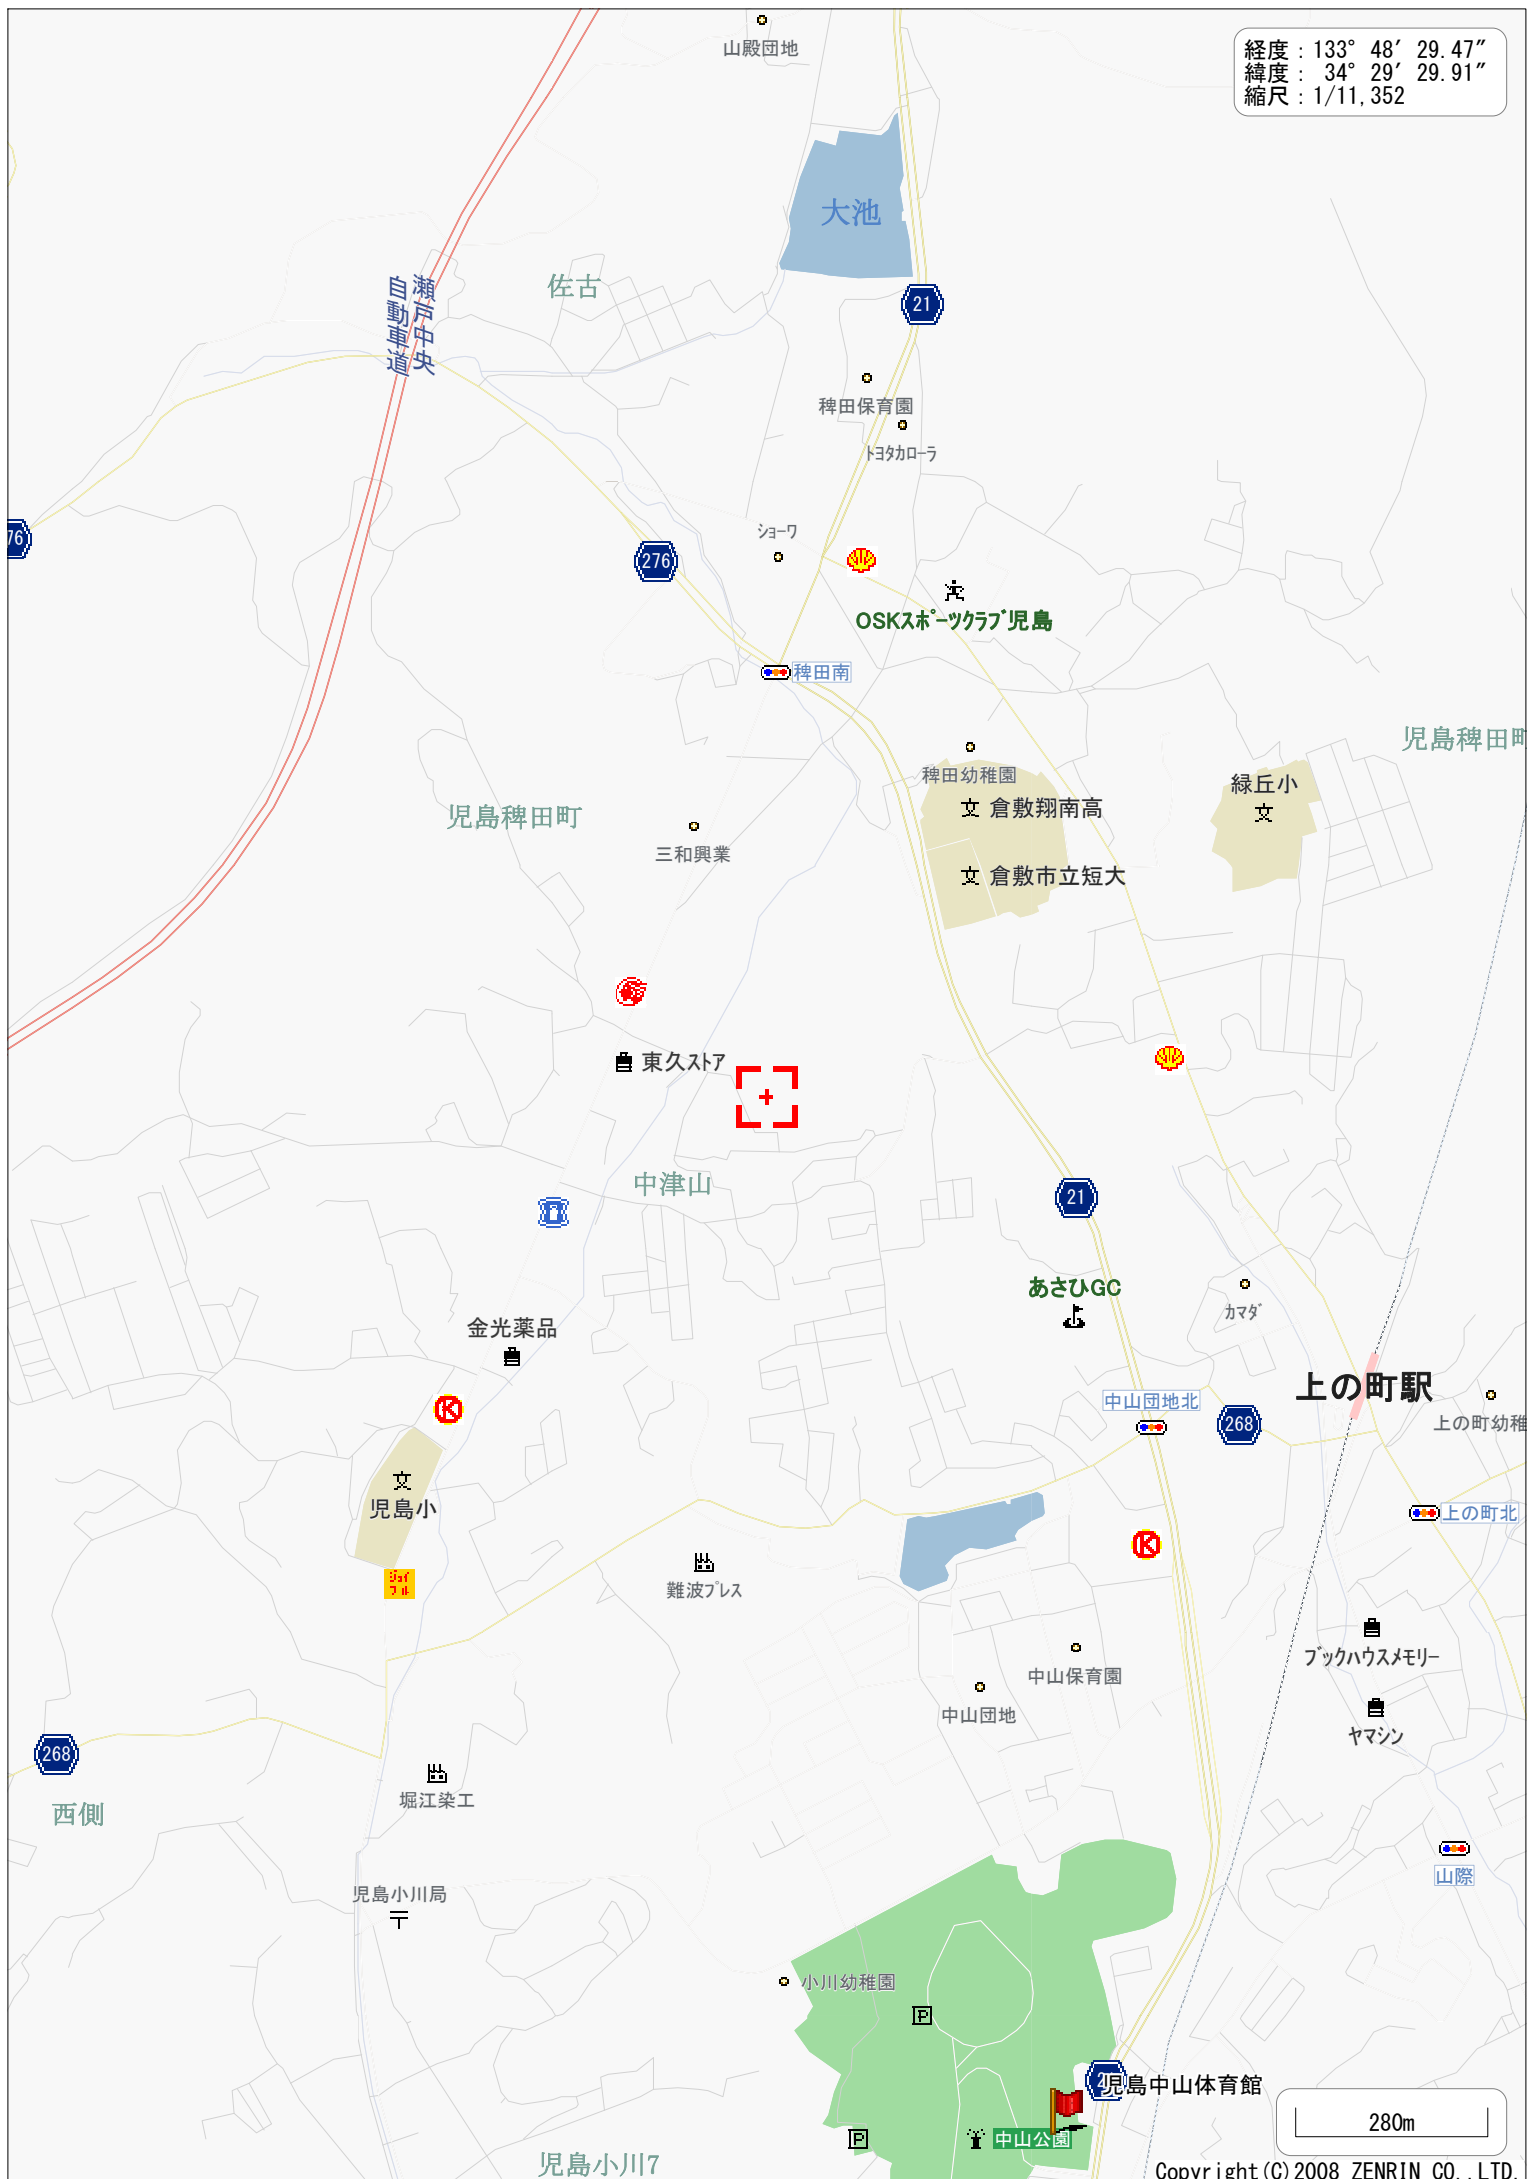 山殿団地
経度：133° 48′ 29.47″
緯度： 34° 29′ 29.91″
縮尺：1/11,352
大池
佐古
瀬戸中央
自動車道
21
稗田保育園
トヨタカローラ
76
ショーワ
276
OSKスポーツクラブ児島
稗田南
児島稗田町
稗田幼稚園
緑丘小
倉敷翔南高
児島稗田町
三和興業
倉敷市立短大
東久ストア
中津山
21
あさひGC
カマダ
金光薬品
上の町駅
中山団地北
268
上の町幼稚
K
児島小
上の町北
K
ジョイ
フル
難波プレス
ブックハウスメモリー
中山保育園
中山団地
ヤマシン
268
堀江染工
西側
山際
児島小川局
小川幼稚園
P
2
児島中山体育館
P
中山公園
280m
児島小川7
Copyright(C)2008 ZENRIN CO.,LTD.